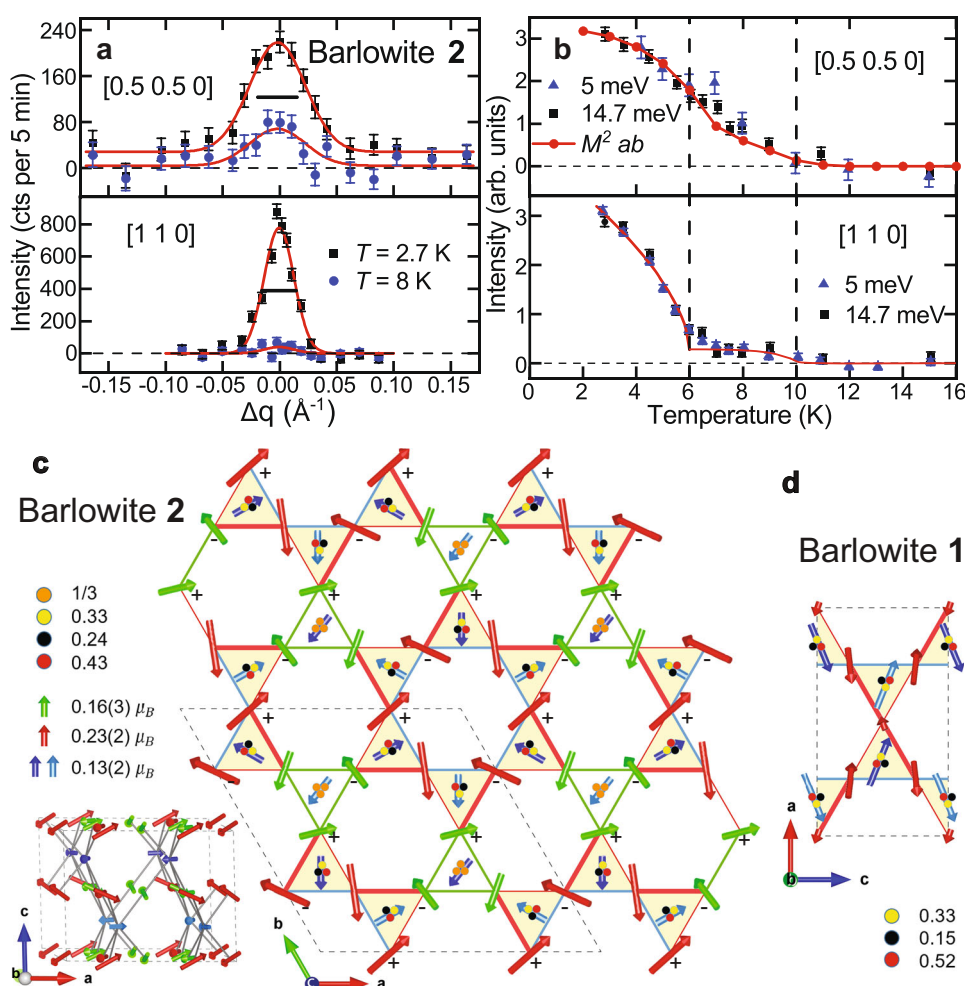 a
Barlowite 2
[0.5 0.5 0]
240
160
80
0
[1 1 0]
T = 2.7 K
T = 8 K
800
600
400
200
0
Intensity (cts per 5 min)
-0.15 -0.10 -0.05 0.00 0.05 0.10 0.15
Δq (Å⁻¹)
b
[0.5 0.5 0]
5 meV
14.7 meV
M² ab
3
2
1
0
[1 1 0]
5 meV
14.7 meV
3
2
1
0
Intensity (arb. units)
0 2 4 6 8 10 12 14 16
Temperature (K)
c
Barlowite 2
1/3
0.33
0.24
0.43
0.16(3) μB
0.23(2) μB
0.13(2) μB
+ + +
- - - -
+ + + +
- - - -
+ + +
- - - -
+ + + +
- - - -
+ + +
c
b
a
b
c
a
d
Barlowite 1
a
b
c
0.33
0.15
0.52